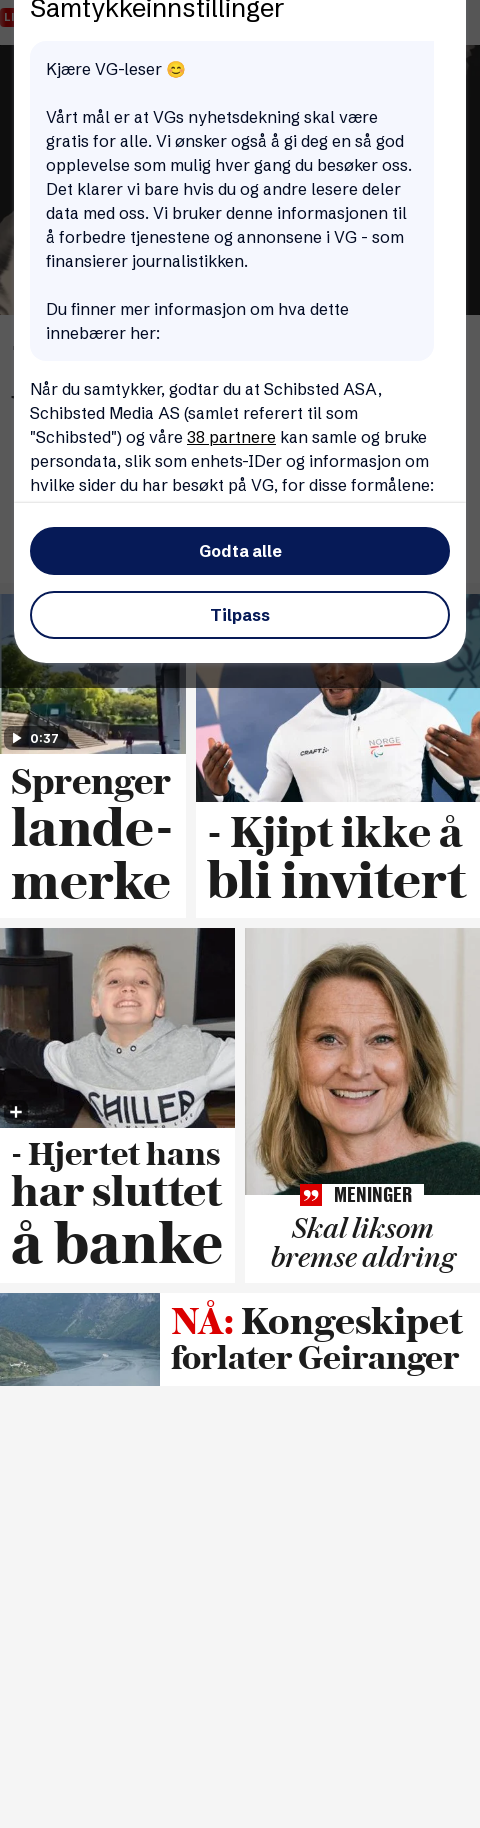 Samtykkeinnstillinger
Kjære VG-leser 😊
Vårt mål er at VGs nyhetsdekning skal være
gratis for alle. Vi ønsker også å gi deg en så god
opplevelse som mulig hver gang du besøker oss.
Det klarer vi bare hvis du og andre lesere deler
data med oss. Vi bruker denne informasjonen til
å forbedre tjenestene og annonsene i VG - som
finansierer journalistikken.
Du finner mer informasjon om hva dette
innebærer her:
Når du samtykker, godtar du at Schibsted ASA,
Schibsted Media AS (samlet referert til som
"Schibsted") og våre 38 partnere kan samle og bruke
persondata, slik som enhets-IDer og informasjon om
hvilke sider du har besøkt på VG, for disse formålene:
Godta alle
Tilpass
0:37
CRAFT
NORGE
Sprenger
lande-
merke
- Kjipt ikke å
bli invitert
CHILLER
- Hjertet hans
har sluttet
å banke
MENINGER
Skal liksom
bremse aldring
NÅ: Kongeskipet
forlater Geiranger